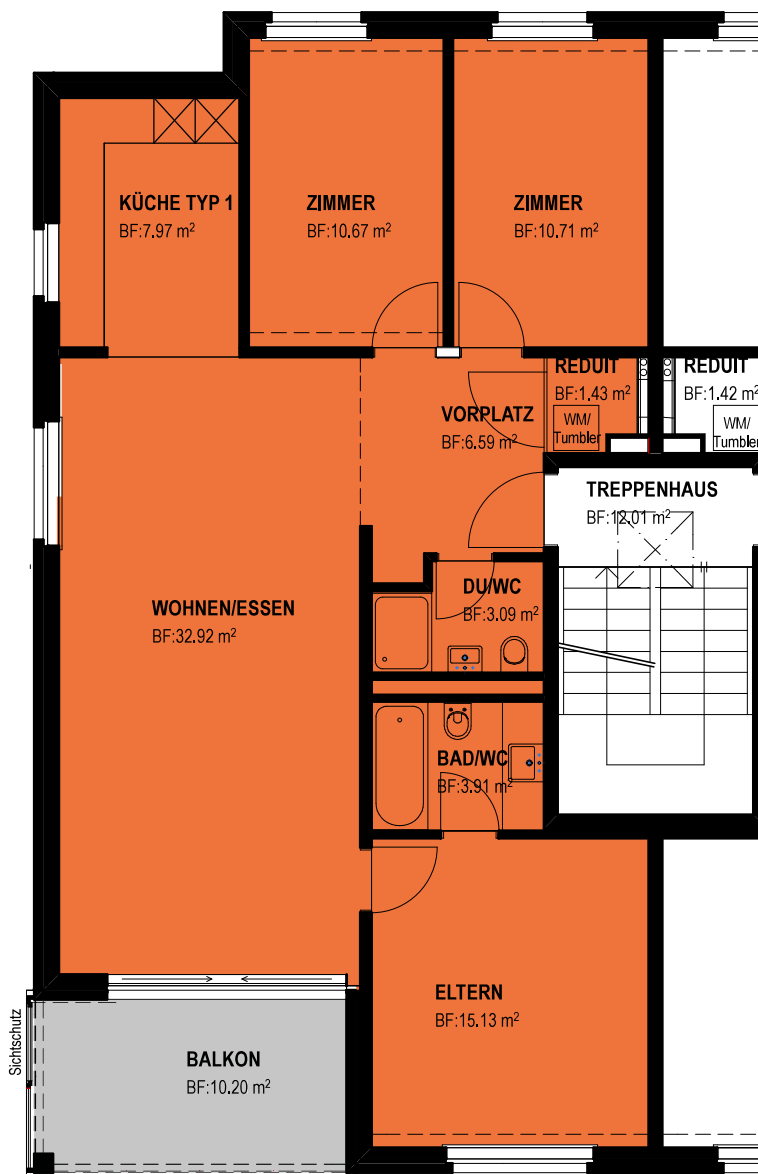 KÜCHE TYP 1
BF:7.97 m²
ZIMMER
BF:10.67 m²
ZIMMER
BF:10.71 m²
REDUIT
BF:1.43 m²
WM/
Tumbler
REDUIT
BF:1.42 m²
WM/
Tumbler
VORPLATZ
BF:6.59 m²
TREPPENHAUS
BF:12.01 m²
WOHNEN/ESSEN
BF:32.92 m²
DU/WC
BF:3.09 m²
BAD/WC
BF:3.91 m²
ELTERN
BF:15.13 m²
BALKON
BF:10.20 m²
Sichtschutz